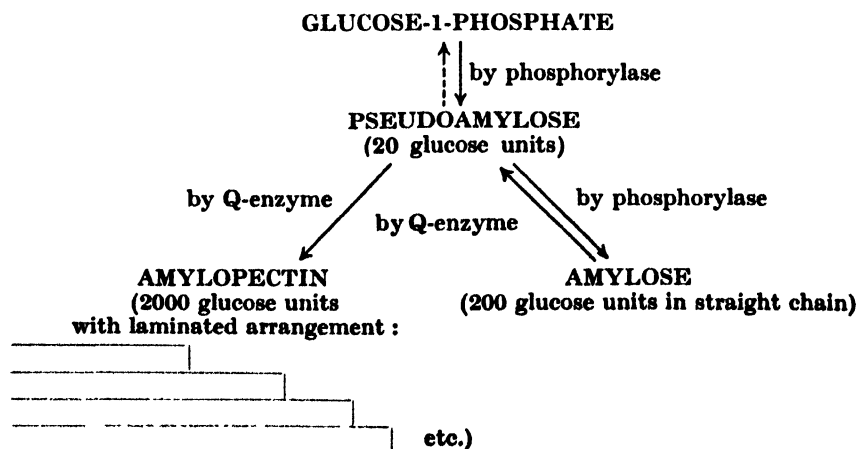 GLUCOSE-1-PHOSPHATE
by phosphorylase
PSEUDOAMYLOSE
(20 glucose units)
by Q-enzyme
by Q-enzyme
by phosphorylase
AMYLOPECTIN
(2000 glucose units
with laminated arrangement :
AMYLOSE
(200 glucose units in straight chain)
etc.)